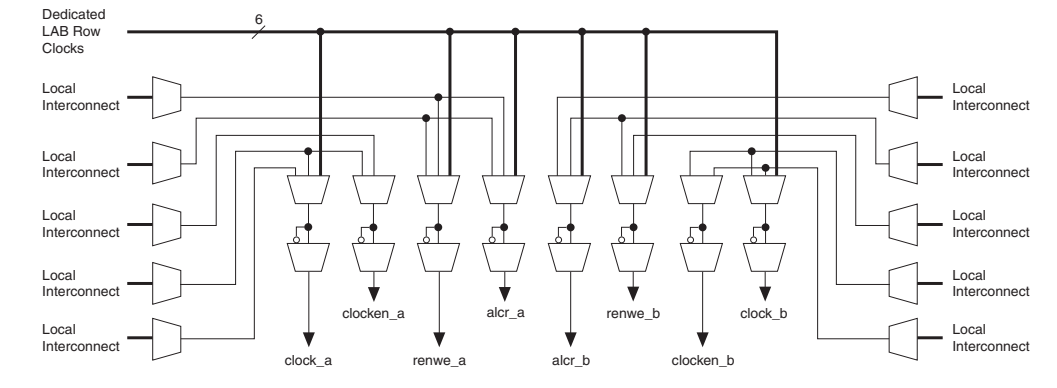 Dedicated
LAB Row
Clocks
6
Local
Interconnect
Local
Interconnect
Local
Interconnect
Local
Interconnect
Local
Interconnect
Local
Interconnect
Local
Interconnect
Local
Interconnect
Local
Interconnect
Local
Interconnect
clocken_a
alcr_a
renwe_b
clock_b
clock_a
renwe_a
alcr_b
clocken_b